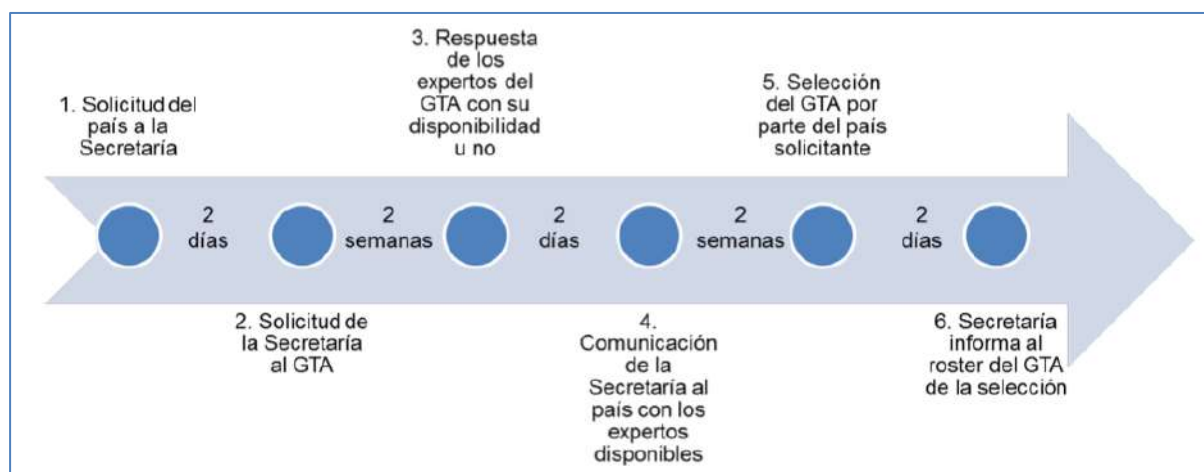 1. Solicitud del
país a la
Secretaría
2
días
2. Solicitud de
la Secretaría
al GTA
2
semanas
3. Respuesta
de los
expertos del
GTA con su
disponibilidad
u no
2
días
4.
Comunicación
de la
Secretaría al
país con los
expertos
disponibles
2
semanas
5. Selección
del GTA por
parte del país
solicitante
2
días
6. Secretaría
informa al
roster del GTA
de la selección